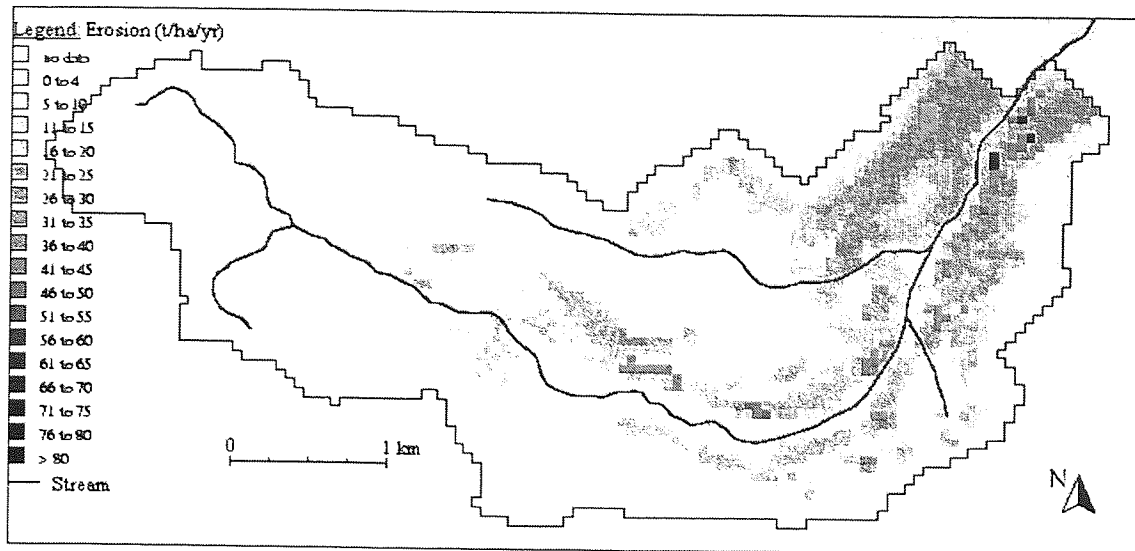 Legend: Erosion (t/ha/yr)
no data
0 to 4
5 to 10
11 to 15
16 to 20
21 to 25
26 to 30
31 to 35
36 to 40
41 to 45
46 to 50
51 to 55
56 to 60
61 to 65
66 to 70
71 to 75
76 to 80
> 80
Stream
0
1 km
N